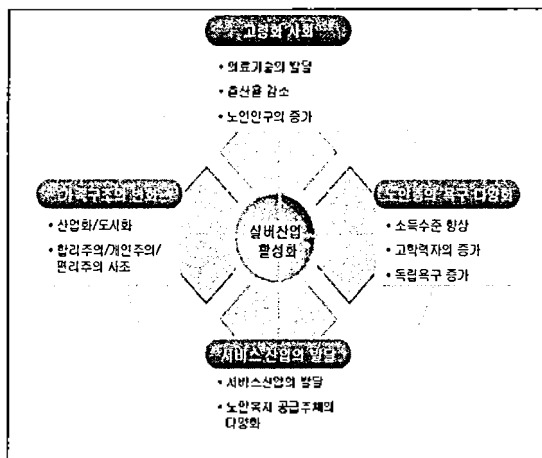 고령화 사회
• 의료기술의 발달
• 출산율 감소
• 노인인구의 증가
가족구조의 변화
• 산업화/도시화
• 합리주의/개인주의/
편리주의 사조
실버산업
활성화
노인층의 욕구 다양화
• 소득수준 향상
• 고학력자의 증가
• 독립욕구 증가
서비스산업의 발달
• 서비스산업의 발달
• 노인복지 공급주체의
다양화